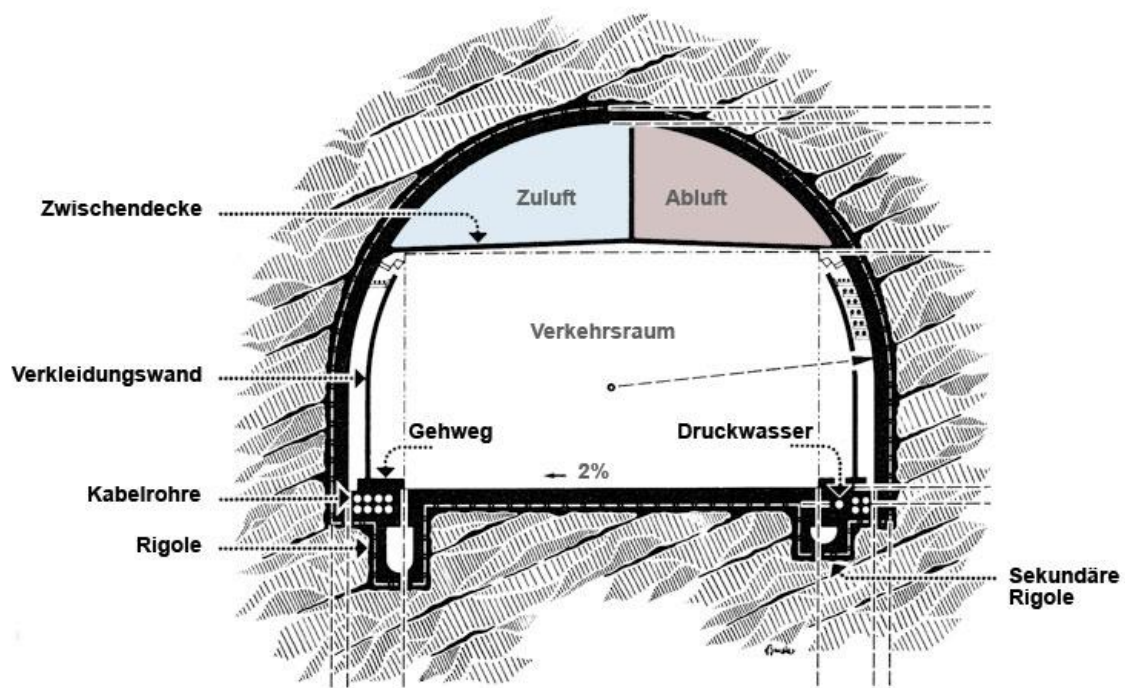 Zuluft
Abluft
Zwischendecke
Verkehrsraum
Verkleidungswand
Gehweg
Druckwasser
2%
Kabelrohre
Rigole
Sekundäre
Rigole